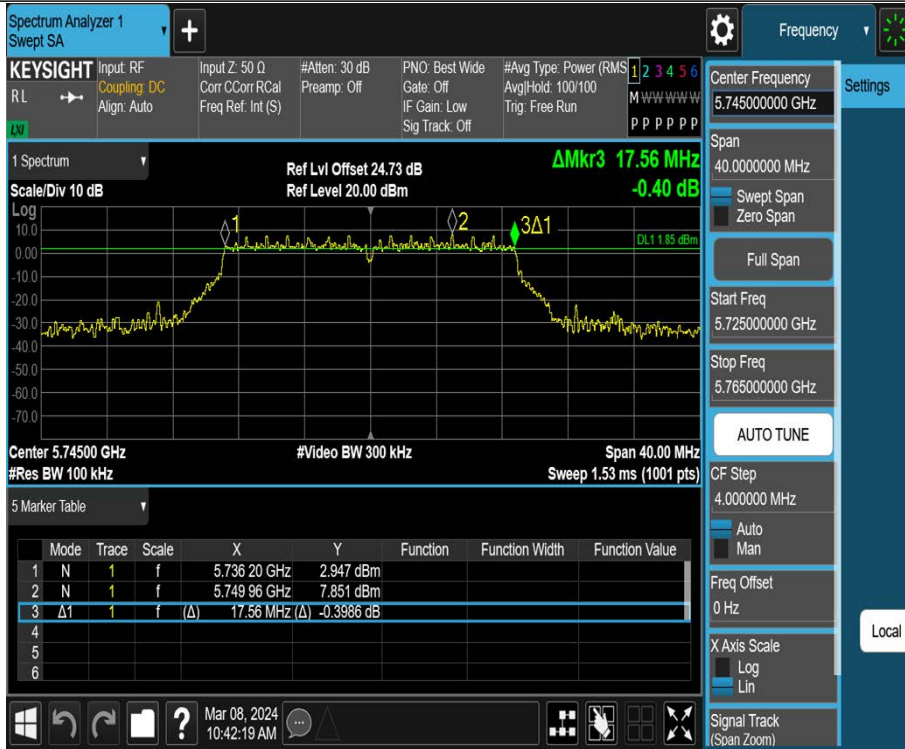 Spectrum Analyzer 1
Swept SA
+
Frequency
KEYSIGHT
RL
LXI
Input: RF
Coupling: DC
Align: Auto
Input Z: 50 Ω
Corr CCorr RCal
Freq Ref: Int (S)
#Atten: 30 dB
Preamp: Off
PNO: Best Wide
Gate: Off
IF Gain: Low
Sig Track: Off
#Avg Type: Power (RMS
Avg|Hold: 100/100
Trig: Free Run
1 2 3 4 5 6
M W W W W W
P P P P P P
1 Spectrum
Scale/Div 10 dB
Ref Lvl Offset 24.73 dB
Ref Level 20.00 dBm
ΔMkr3 17.56 MHz
-0.40 dB
Log
10.0
0.00
-10.0
-20.0
-30.0
-40.0
-50.0
-60.0
-70.0
1
2
3Δ1
DL1 1.85 dBm
Center 5.74500 GHz
#Res BW 100 kHz
#Video BW 300 kHz
Span 40.00 MHz
Sweep 1.53 ms (1001 pts)
5 Marker Table
Mode Trace Scale X Y Function Function Width Function Value
1 N 1 f 5.736 20 GHz 2.947 dBm
2 N 1 f 5.749 96 GHz 7.851 dBm
3 Δ1 1 f (Δ) 17.56 MHz (Δ) -0.3986 dB
4
5
6
?
Mar 08, 2024
10:42:19 AM
Center Frequency
5.745000000 GHz
Span
40.0000000 MHz
Swept Span
Zero Span
Full Span
Start Freq
5.725000000 GHz
Stop Freq
5.765000000 GHz
AUTO TUNE
CF Step
4.000000 MHz
Auto
Man
Freq Offset
0 Hz
X Axis Scale
Log
Lin
Signal Track
(Span Zoom)
Settings
Local